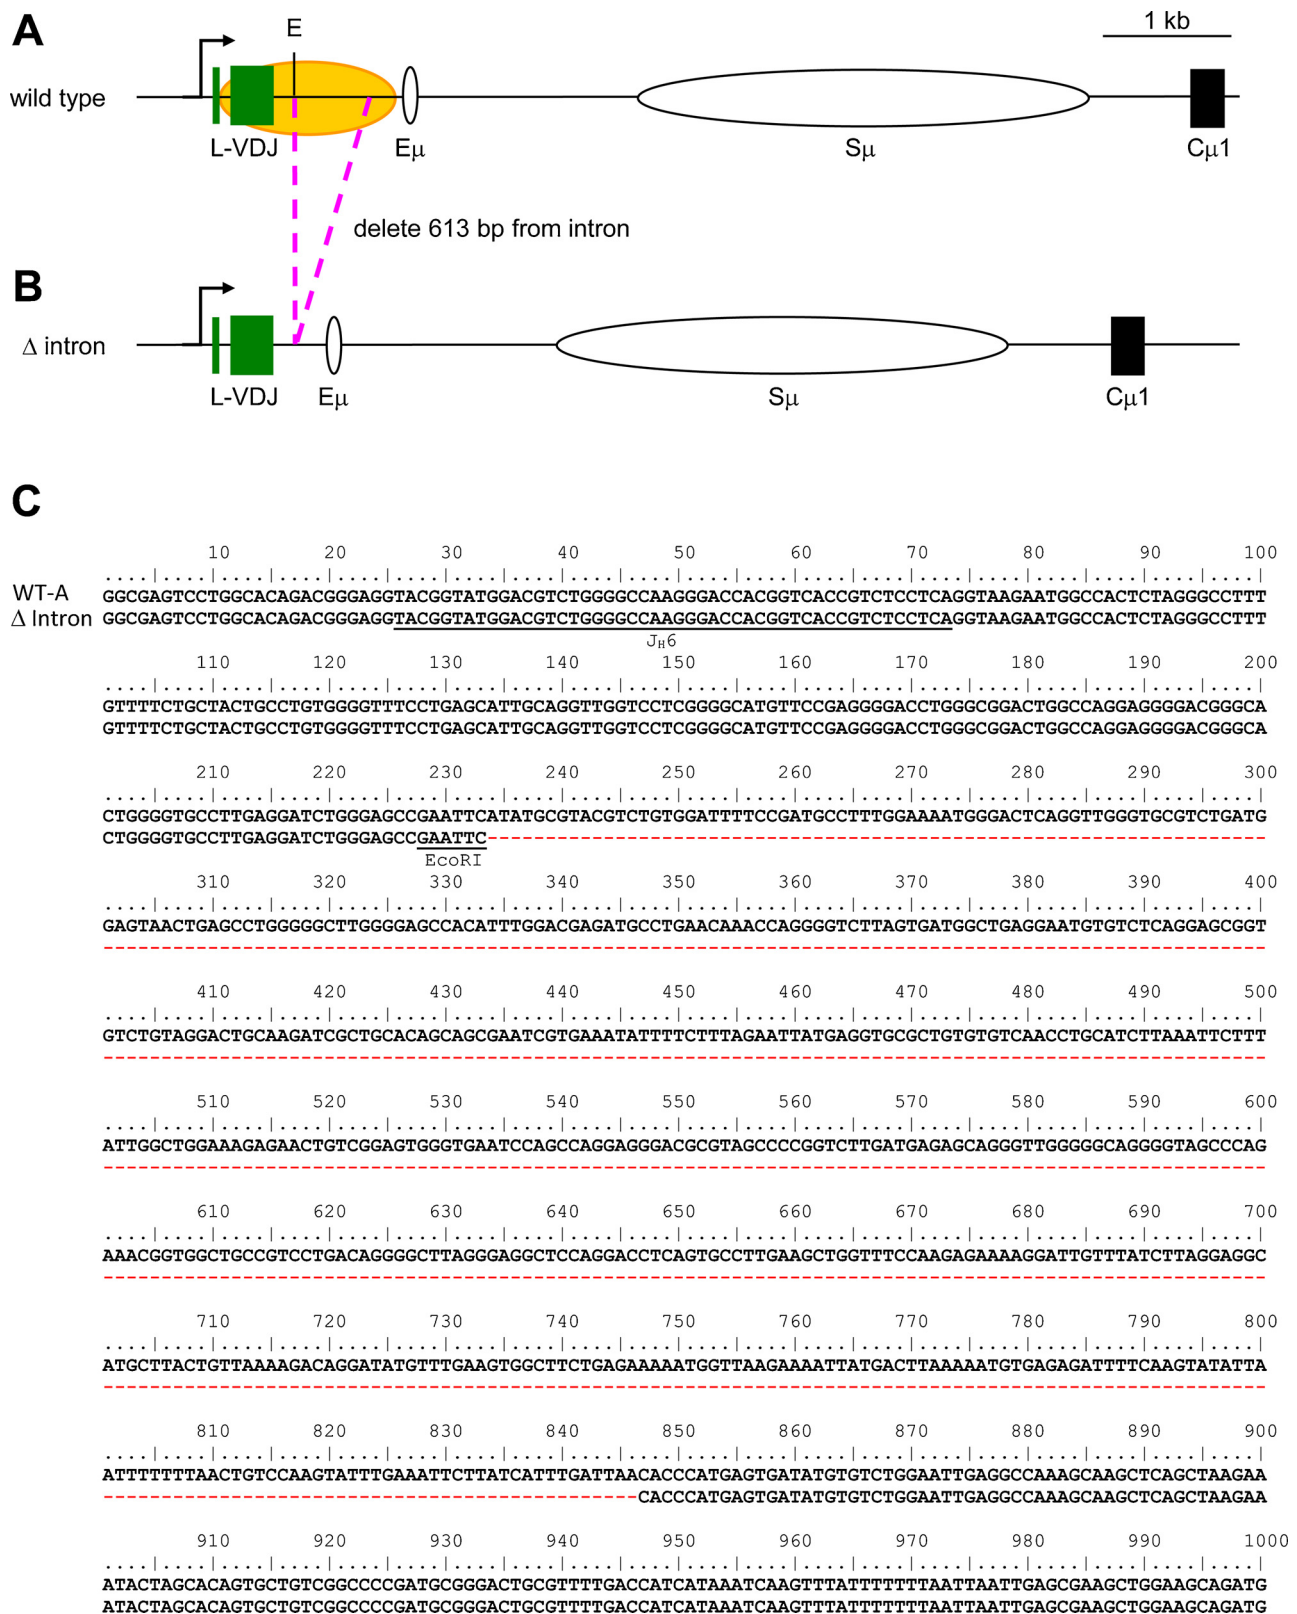 A
E
1 kb
wild type
L-VDJ
Eμ
Sμ
Cμ1
delete 613 bp from intron
B
Δ intron
L-VDJ
Eμ
Sμ
Cμ1
C
10 20 30 40 50 60 70 80 90 100
WT-A GGCGAGTCCTGGCACAGACGGGAGGTACGGTATGGACGTCTGGGGCCAAGGGACCACGGTCACCGTCTCCTCAGGTAAGAATGGCCACTCTAGGGCCTTT
Δ Intron GGCGAGTCCTGGCACAGACGGGAGGTACGGTATGGACGTCTGGGGCCAAGGGACCACGGTCACCGTCTCCTCAGGTAAGAATGGCCACTCTAGGGCCTTT
JH6
110 120 130 140 150 160 170 180 190 200
GTTTTCTGCTACTGCCTGTGGGGTTTCCTGAGCATTGCAGGTTGGTCCTCGGGGCATGTTCCGAGGGGACCTGGGCGGACTGGCCAGGAGGGGACGGGCA
GTTTTCTGCTACTGCCTGTGGGGTTTCCTGAGCATTGCAGGTTGGTCCTCGGGGCATGTTCCGAGGGGACCTGGGCGGACTGGCCAGGAGGGGACGGGCA
210 220 230 240 250 260 270 280 290 300
CTGGGGTGCCTTGAGGATCTGGGAGCCGAATTCATATGCGTACGTCTGTGGATTTTCCGATGCCTTTGGAAAATGGGACTCAGGTTGGGTGCGTCTGATG
CTGGGGTGCCTTGAGGATCTGGGAGCCGAATTC
EcoRI
310 320 330 340 350 360 370 380 390 400
GAGTAACTGAGCCTGGGGGCTTGGGGAGCCACATTTGGACGAGATGCCTGAACAAACCAGGGGTCTTAGTGATGGCTGAGGAATGTGTCTCAGGAGCGGT
410 420 430 440 450 460 470 480 490 500
GTCTGTAGGACTGCAAGATCGCTGCACAGCAGCGAATCGTGAAATATTTTCTTTAGAATTATGAGGTGCGCTGTGTGTCAACCTGCATCTTAAATTCTTT
510 520 530 540 550 560 570 580 590 600
ATTGGCTGGAAAGAGAACTGTCGGAGTGGGTGAATCCAGCCAGGAGGGACGCGTAGCCCCGGTCTTGATGAGAGCAGGGTTGGGGGCAGGGGTAGCCCAG
610 620 630 640 650 660 670 680 690 700
AAACGGTGGCTGCCGTCCTGACAGGGGCTTAGGGAGGCTCCAGGACCTCAGTGCCTTGAAGCTGGTTTCCAAGAGAAAAGGATTGTTTATCTTAGGAGGC
710 720 730 740 750 760 770 780 790 800
ATGCTTACTGTTAAAAGACAGGATATGTTTGAAGTGGCTTCTGAGAAAAATGGTTAAGAAAATTATGACTTAAAAATGTGAGAGATTTTCAAGTATATTA
810 820 830 840 850 860 870 880 890 900
ATTTTTTTAACTGTCCAAGTATTTGAAATTCTTATCATTTGATTAACACCCATGAGTGATATGTGTCTGGAATTGAGGCCAAAGCAAGCTCAGCTAAGAA
CACCCATGAGTGATATGTGTCTGGAATTGAGGCCAAAGCAAGCTCAGCTAAGAA
910 920 930 940 950 960 970 980 990 1000
ATACTAGCACAGTGCTGTCGGCCCCGATGCGGGACTGCGTTTTGACCATCATAAATCAAGTTTATTTTTTTAATTAATTGAGCGAAGCTGGAAGCAGATG
ATACTAGCACAGTGCTGTCGGCCCCGATGCGGGACTGCGTTTTGACCATCATAAATCAAGTTTATTTTTTTAATTAATTGAGCGAAGCTGGAAGCAGATG